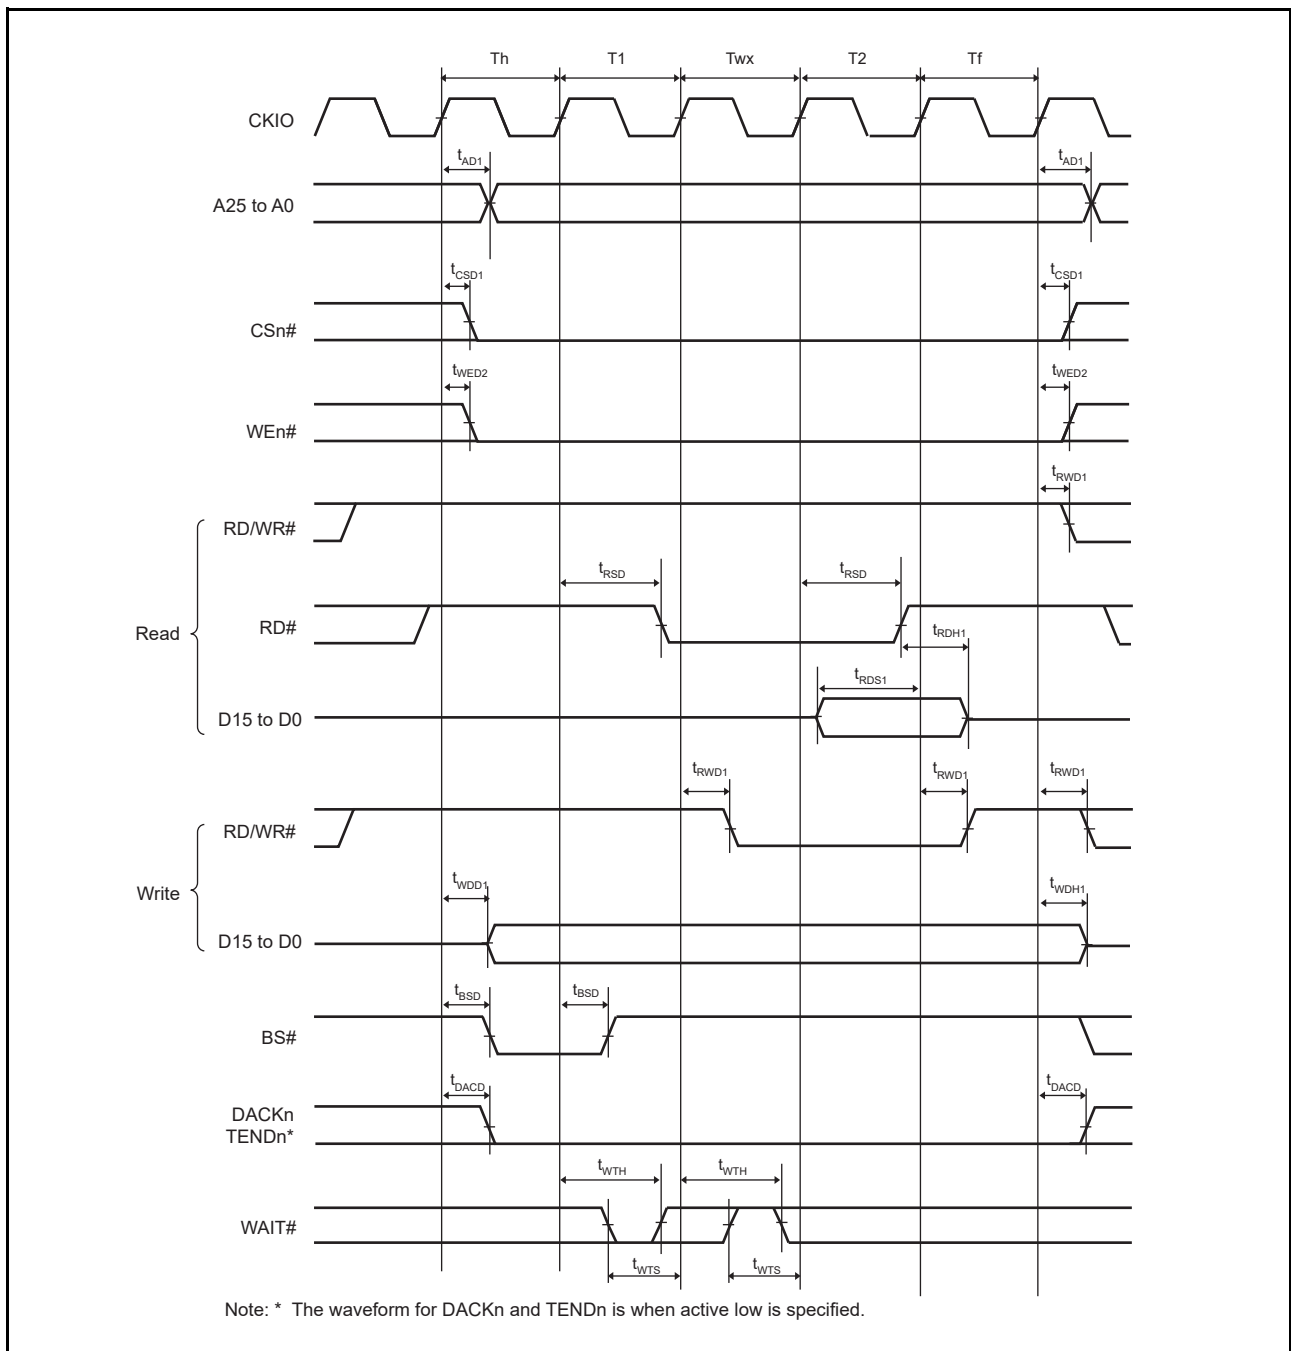 Th T1 Twx T2 Tf
CKIO
tAD1 tAD1
A25 to A0
tCSD1 tCSD1
CSn#
tWED2 tWED2
WEn#
tRWD1
RD/WR#
tRSD tRSD
RD#
tRDH1
Read
tRDS1
D15 to D0
tRWD1 tRWD1 tRWD1
RD/WR#
tWDD1 tWDH1
Write
D15 to D0
tBSD tBSD
BS#
tDACD tDACD
DACKn
TENDn*
tWTH tWTH
WAIT#
tWTS tWTS
Note: * The waveform for DACKn and TENDn is when active low is specified.